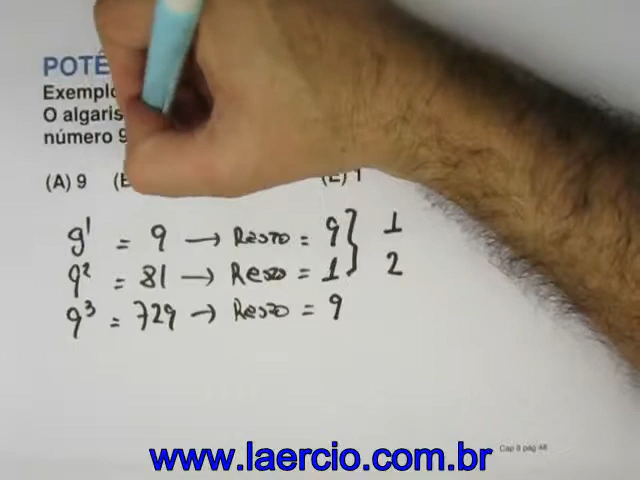 POTÊ
Exemplo
O algaris
número 9
(A) 9 (E) 1
9¹ = 9 → Resto = 9 } 1
9² = 81 → Resto = 1 2
9³ = 729 → Resto = 9
Cap 8 pág 48
www.laercio.com.br